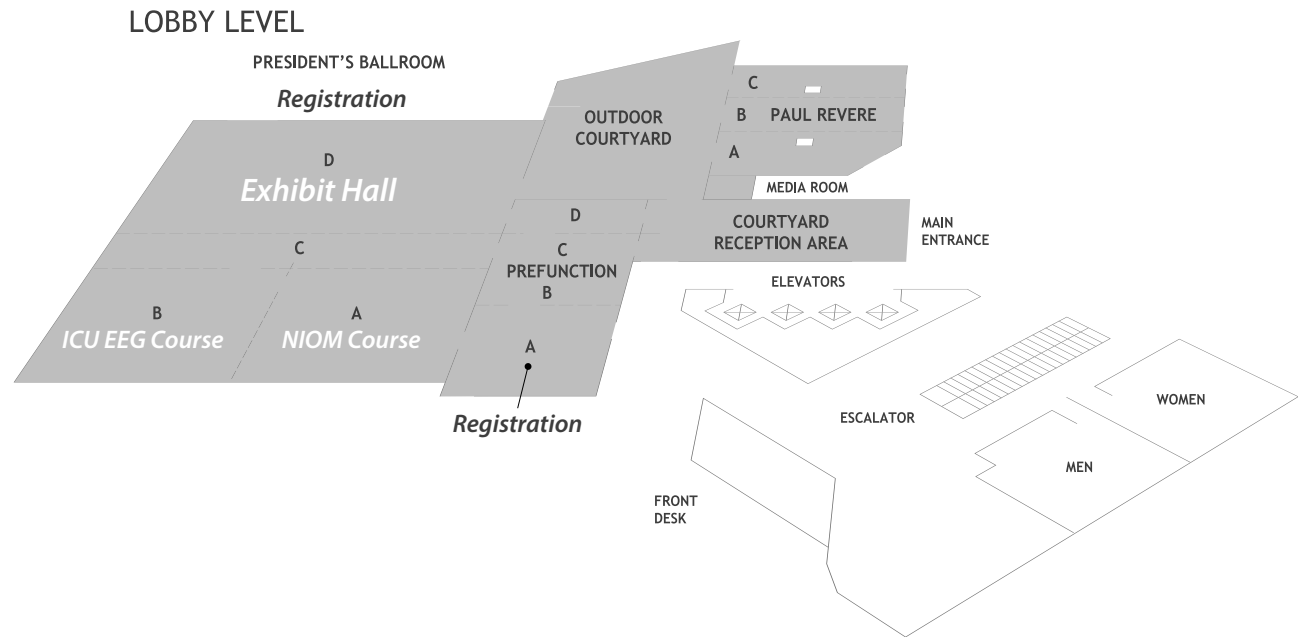 LOBBY LEVEL
PRESIDENT'S BALLROOM
Registration
D
Exhibit Hall
C
B
ICU EEG Course
A
NIOM Course
OUTDOOR
COURTYARD
C
B
PAUL REVERE
A
MEDIA ROOM
D
C
PREFUNCTION
B
A
Registration
COURTYARD
RECEPTION AREA
MAIN
ENTRANCE
ELEVATORS
ESCALATOR
WOMEN
MEN
FRONT
DESK